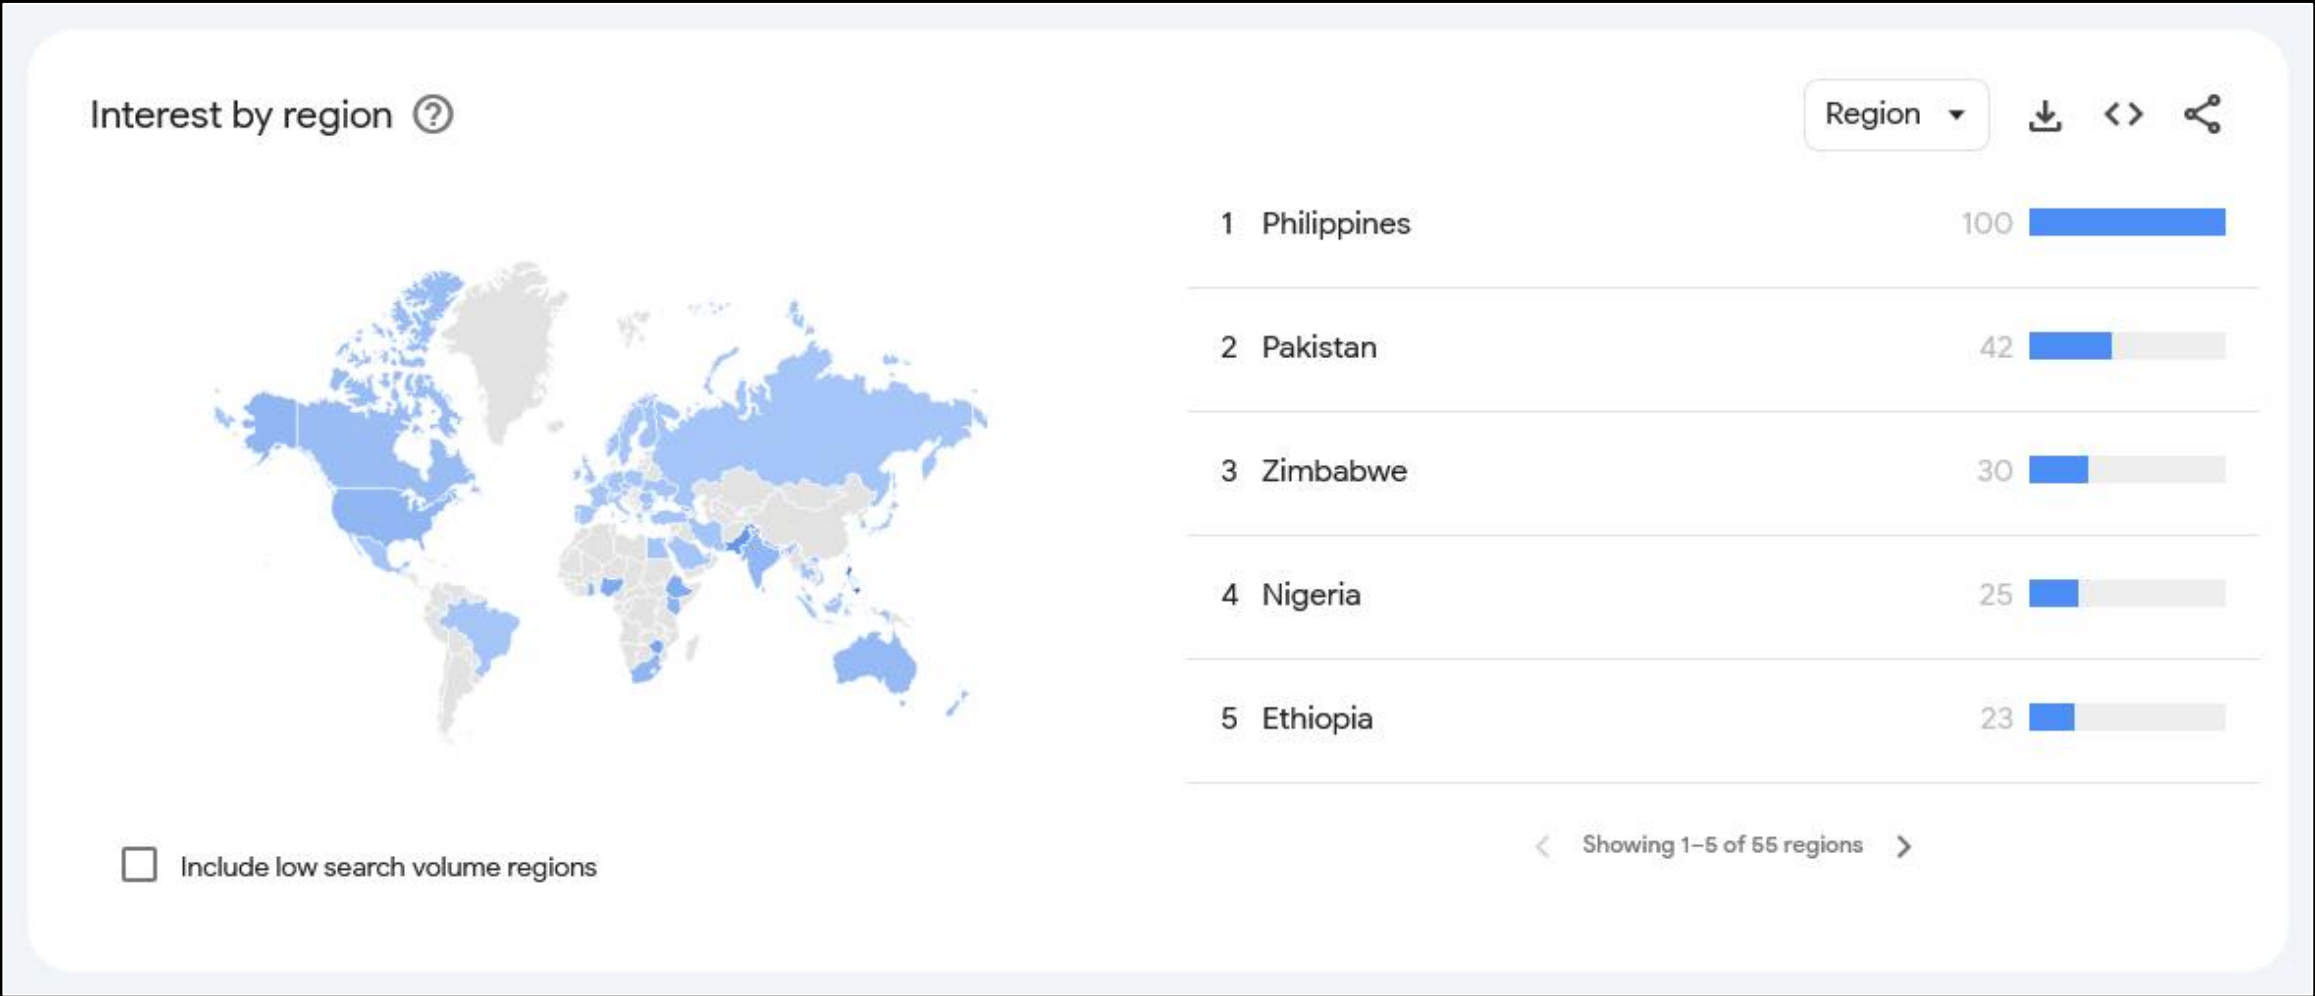 Interest by region
Region
1 Philippines 100
2 Pakistan 42
3 Zimbabwe 30
4 Nigeria 25
5 Ethiopia 23
Include low search volume regions
Showing 1–5 of 55 regions